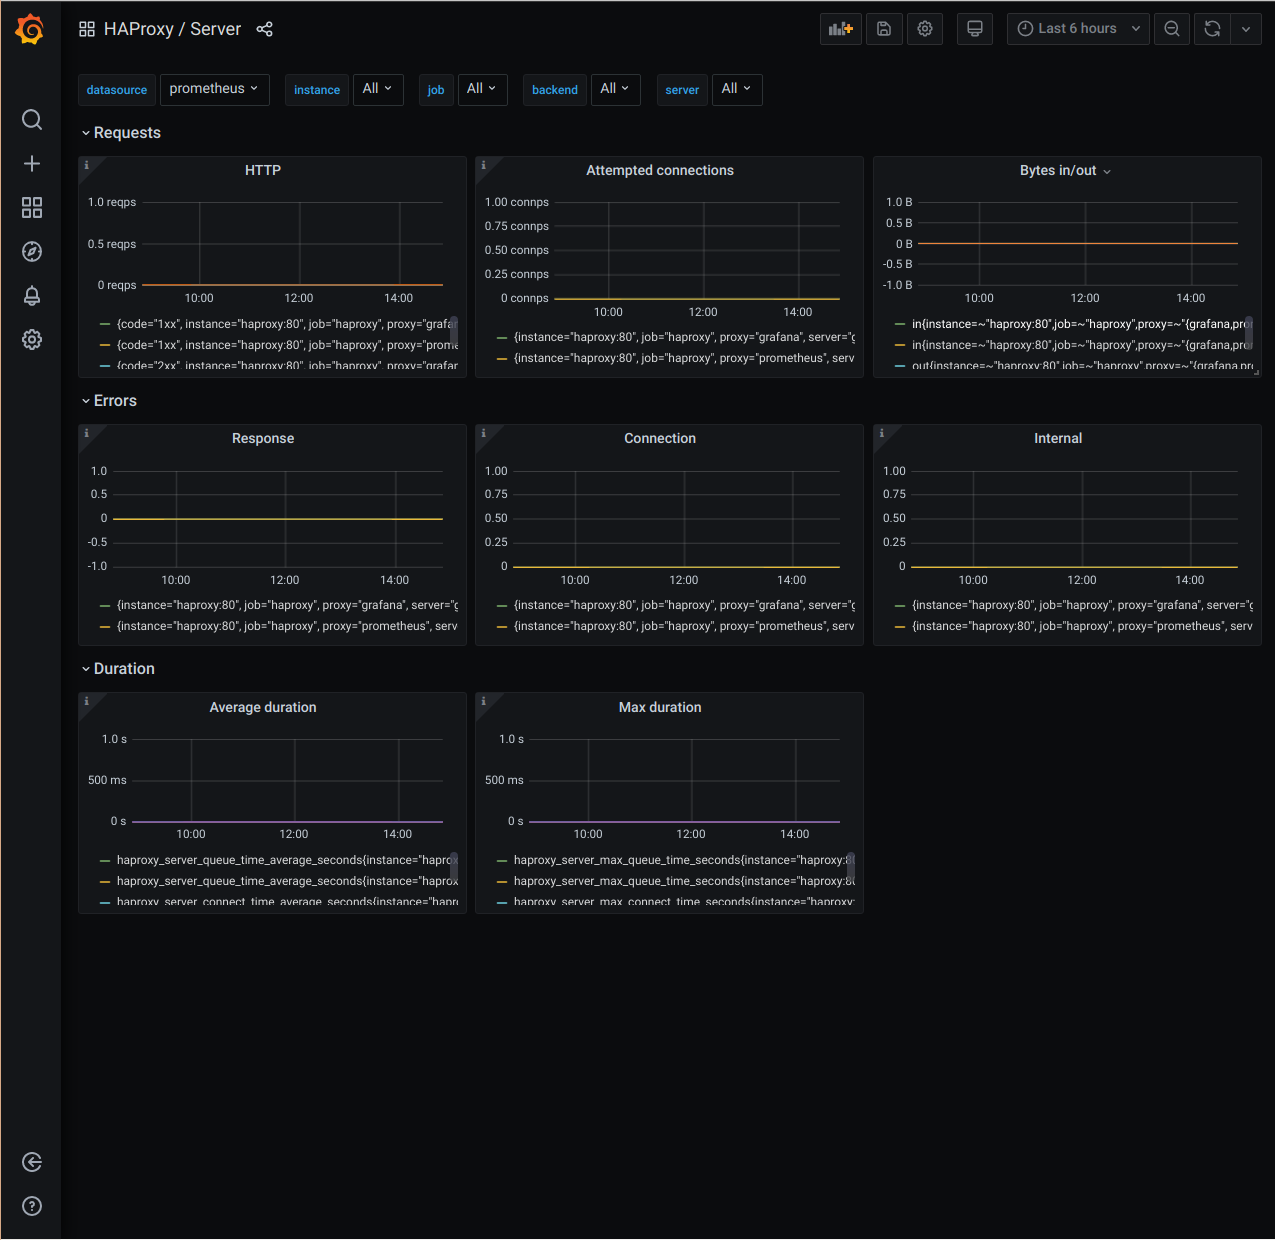 HAProxy / Server
Last 6 hours
datasource prometheus instance All job All backend All server All
Requests
HTTP
1.0 reqps
0.5 reqps
0 reqps
10:00 12:00 14:00
{code="1xx", instance="haproxy:80", job="haproxy", proxy="grafar
{code="1xx", instance="haproxy:80", job="haproxy", proxy="prome
{code="2xx", instance="haproxy:80", job="haproxy", proxy="grafar
Attempted connections
1.00 connps
0.75 connps
0.50 connps
0.25 connps
0 connps
10:00 12:00 14:00
{instance="haproxy:80", job="haproxy", proxy="grafana", server="g
{instance="haproxy:80", job="haproxy", proxy="prometheus", serv
Bytes in/out
1.0 B
0.5 B
0 B
-0.5 B
-1.0 B
10:00 12:00 14:00
in{instance=~"haproxy:80",job=~"haproxy",proxy=~"{grafana,pro
in{instance=~"haproxy:80",job=~"haproxy",proxy=~"{grafana,pro
out{instance=~"haproxy:80",job=~"haproxy",proxy=~"{grafana,pr
Errors
Response
1.0
0.5
0
-0.5
-1.0
10:00 12:00 14:00
{instance="haproxy:80", job="haproxy", proxy="grafana", server="g
{instance="haproxy:80", job="haproxy", proxy="prometheus", serv
Connection
1.00
0.75
0.50
0.25
0
10:00 12:00 14:00
{instance="haproxy:80", job="haproxy", proxy="grafana", server="g
{instance="haproxy:80", job="haproxy", proxy="prometheus", serv
Internal
1.00
0.75
0.50
0.25
0
10:00 12:00 14:00
{instance="haproxy:80", job="haproxy", proxy="grafana", server="g
{instance="haproxy:80", job="haproxy", proxy="prometheus", serv
Duration
Average duration
1.0 s
500 ms
0 s
10:00 12:00 14:00
haproxy_server_queue_time_average_seconds{instance="haprox
haproxy_server_queue_time_average_seconds{instance="haprox
haproxy_server_connect_time_average_seconds{instance="hapr
Max duration
1.0 s
500 ms
0 s
10:00 12:00 14:00
haproxy_server_max_queue_time_seconds{instance="haproxy:80
haproxy_server_max_queue_time_seconds{instance="haproxy:80
haproxy_server_max_connect_time_seconds{instance="haproxy: